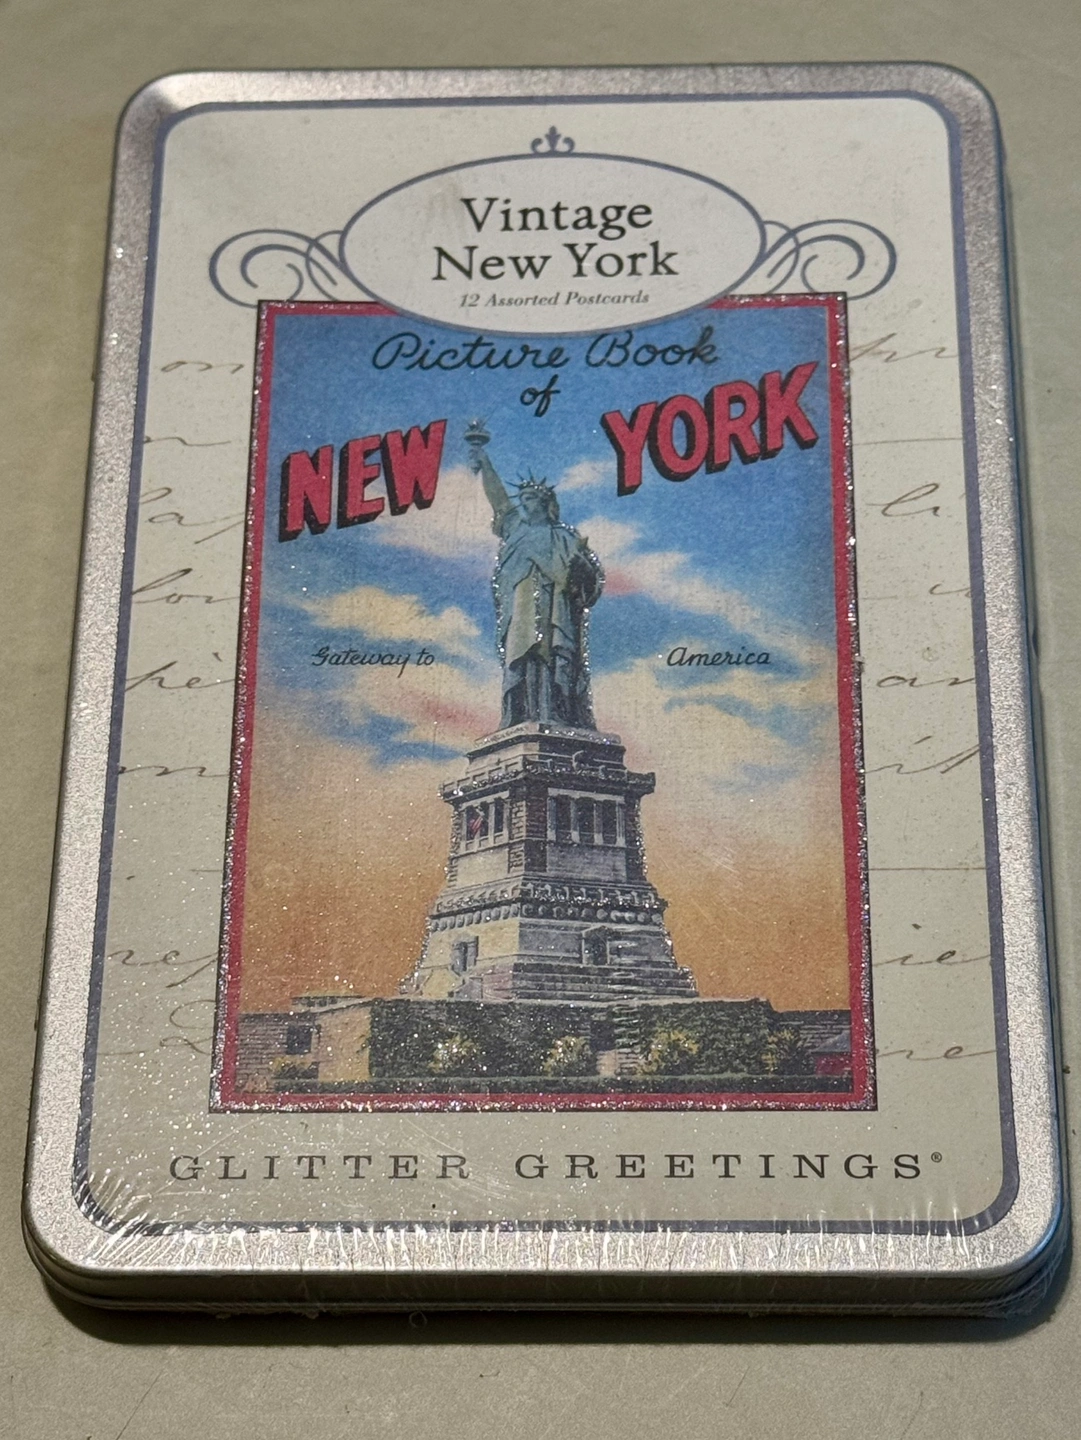 Vintage
New York
12 Assorted Postcards
Picture Book
of
NEW YORK
Gateway to America
GLITTER GREETINGS®